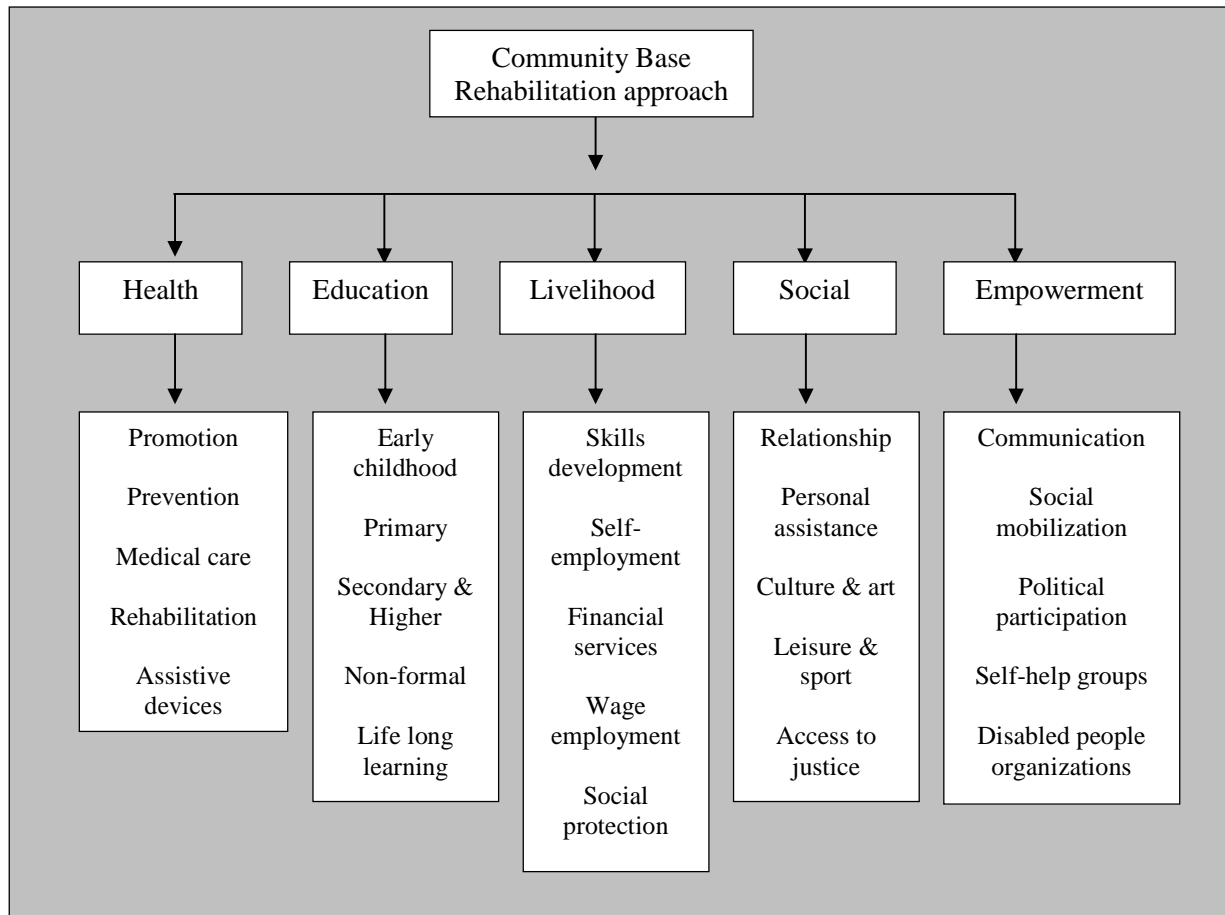 Community Base
Rehabilitation approach
Health
Education
Livelihood
Social
Empowerment
Promotion
Prevention
Medical care
Rehabilitation
Assistive
devices
Early
childhood
Primary
Secondary &
Higher
Non-formal
Life long
learning
Skills
development
Self-
employment
Financial
services
Wage
employment
Social
protection
Relationship
Personal
assistance
Culture & art
Leisure &
sport
Access to
justice
Communication
Social
mobilization
Political
participation
Self-help groups
Disabled people
organizations